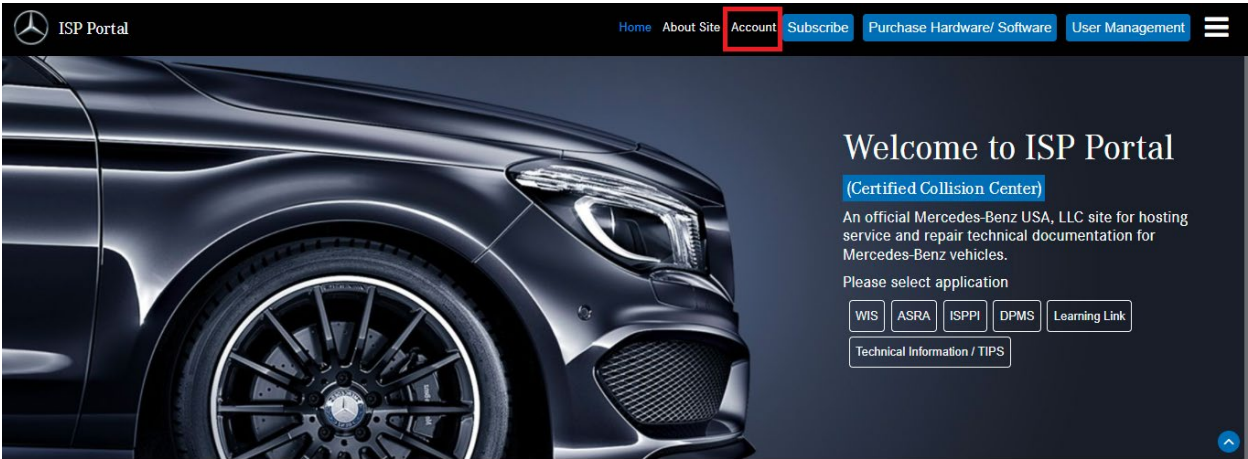 ISP Portal
Home About Site Account Subscribe Purchase Hardware/ Software User Management
Welcome to ISP Portal
(Certified Collision Center)
An official Mercedes-Benz USA, LLC site for hosting
service and repair technical documentation for
Mercedes-Benz vehicles.
Please select application
WIS ASRA ISPPI DPMS Learning Link
Technical Information / TIPS